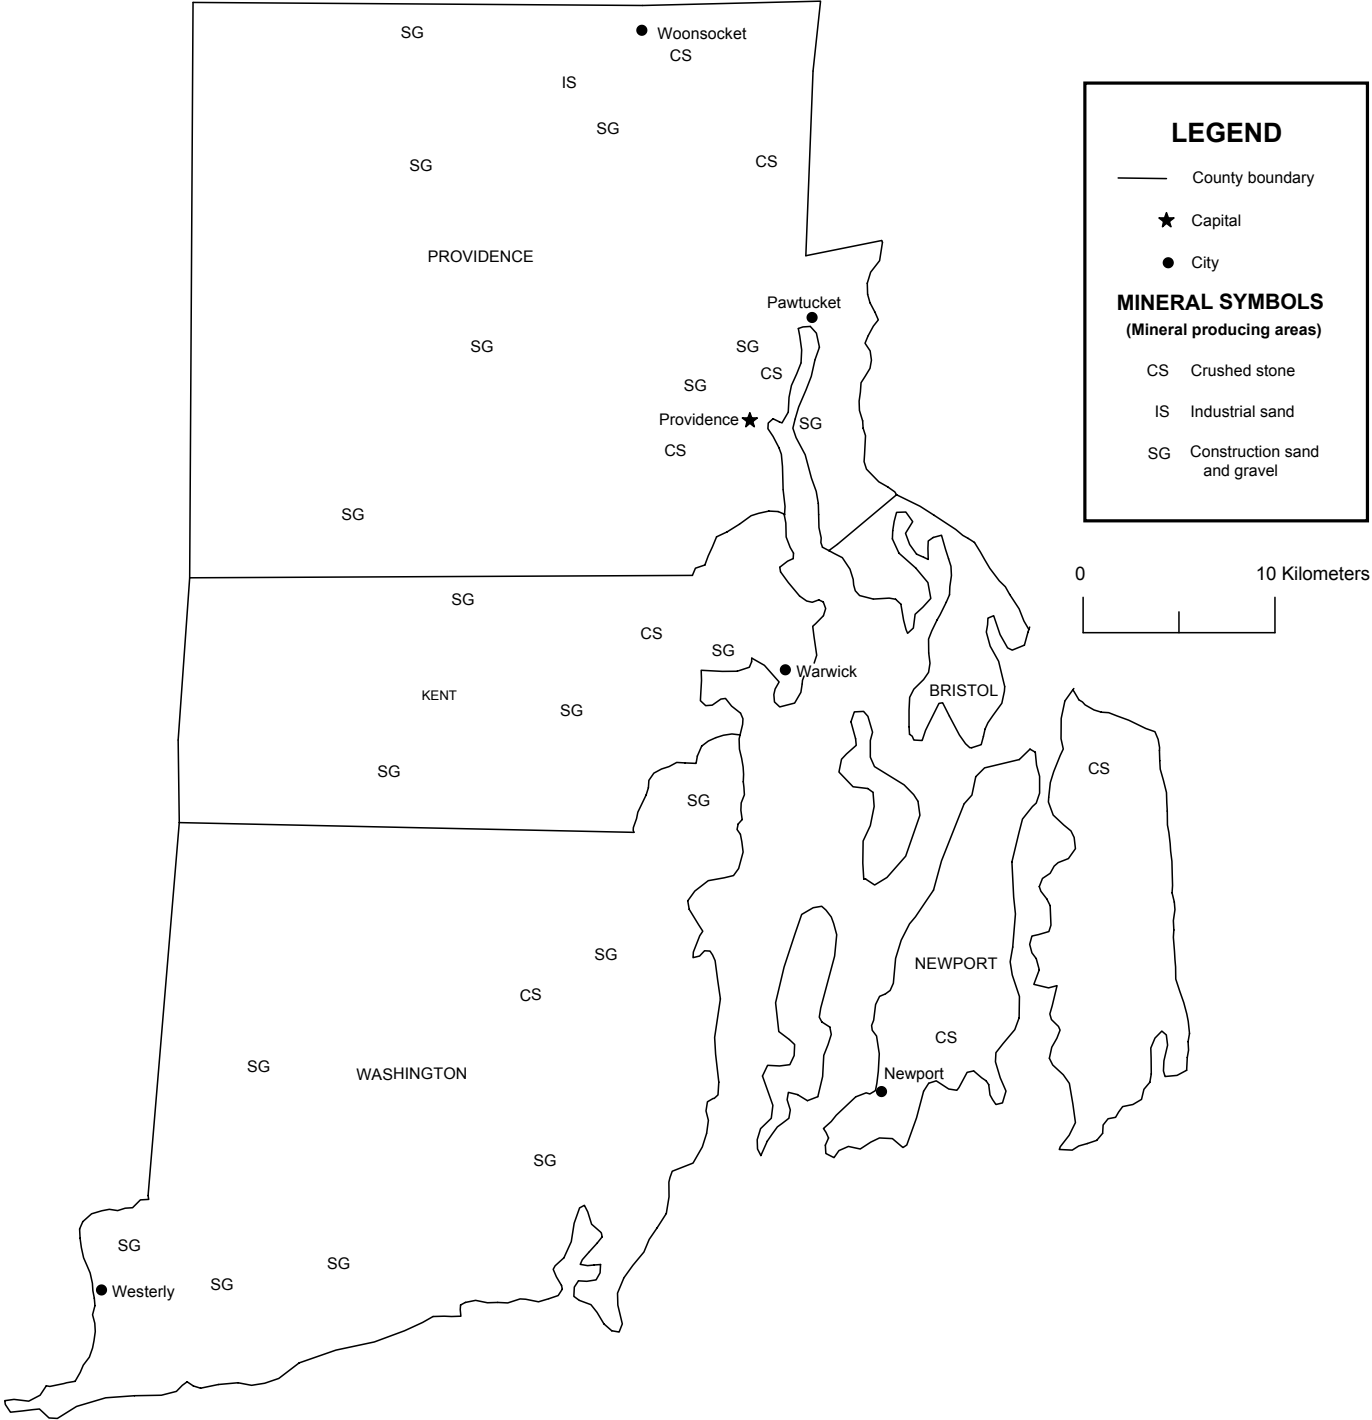 SG
Woonsocket
CS
IS
SG
SG
CS
PROVIDENCE
Pawtucket
SG
SG
CS
SG
Providence
SG
CS
SG
SG
CS
SG
Warwick
KENT
SG
BRISTOL
SG
CS
SG
SG
NEWPORT
CS
CS
SG
WASHINGTON
Newport
SG
SG
SG
SG
Westerly
LEGEND
County boundary
Capital
City
MINERAL SYMBOLS
(Mineral producing areas)
CS Crushed stone
IS Industrial sand
SG Construction sand
and gravel
0 10 Kilometers